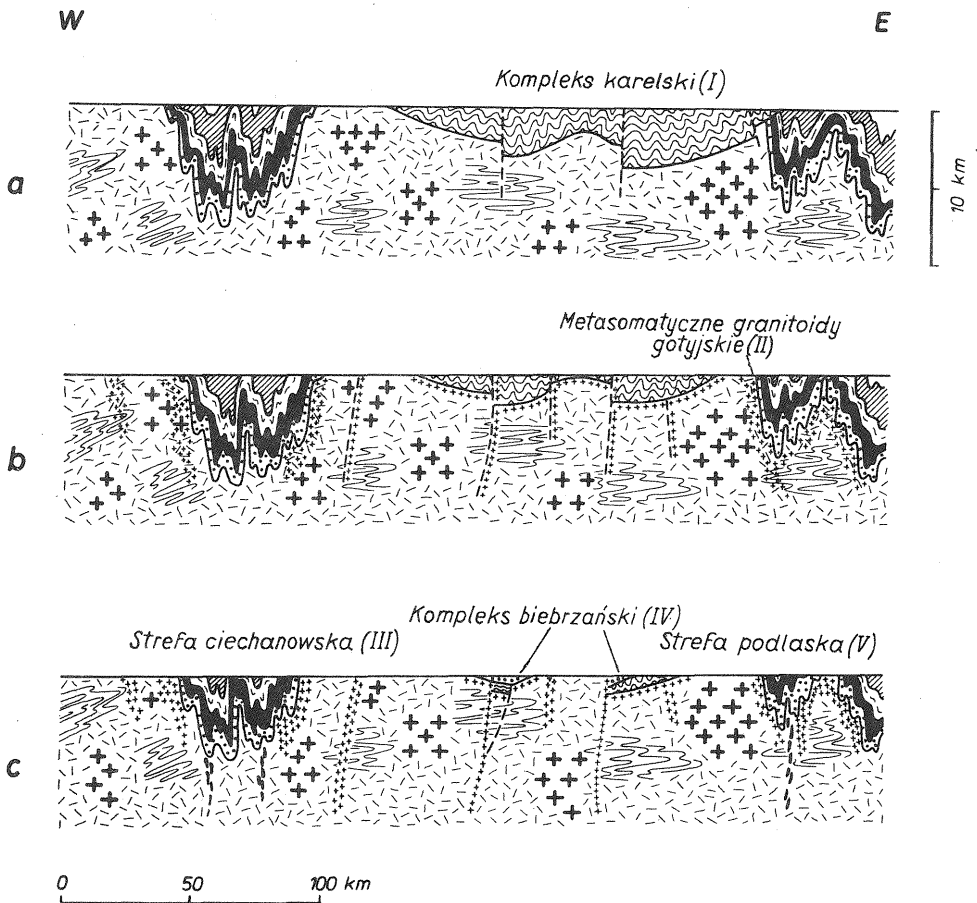 W
E
Kompleks karelski (I)
a
10 km
Metasomatyczne granitoidy
gotyjskie (II)
b
Kompleks biebrzański (IV)
Strefa ciechanowska (III)
Strefa podlaska (V)
c
0 50 100 km